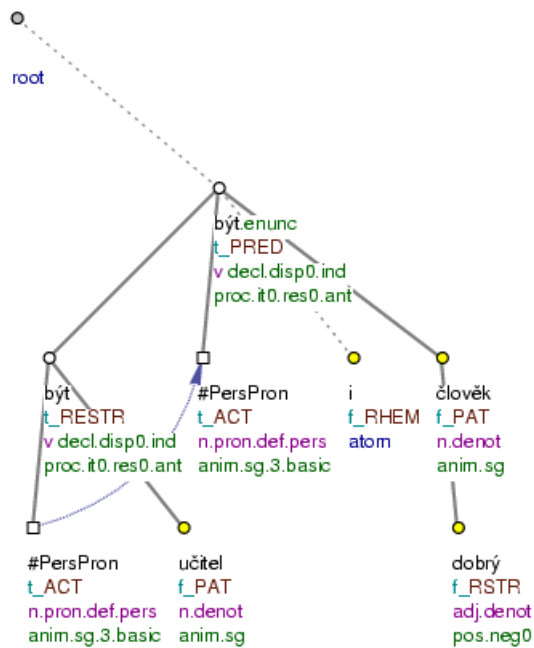 root
být.enunc
t_PRED
v decl.disp0.ind
proc.it0.res0.ant
být
t_RESTR
v decl.disp0.ind
proc.it0.res0.ant
#PersPron
t_ACT
n.pron.def.pers
anim.sg.3.basic
i
f_RHEM
atom
člověk
f_PAT
n.denot
anim.sg
#PersPron
t_ACT
n.pron.def.pers
anim.sg.3.basic
učitel
f_PAT
n.denot
anim.sg
dobrý
f_RSTR
adj.denot
pos.neg0